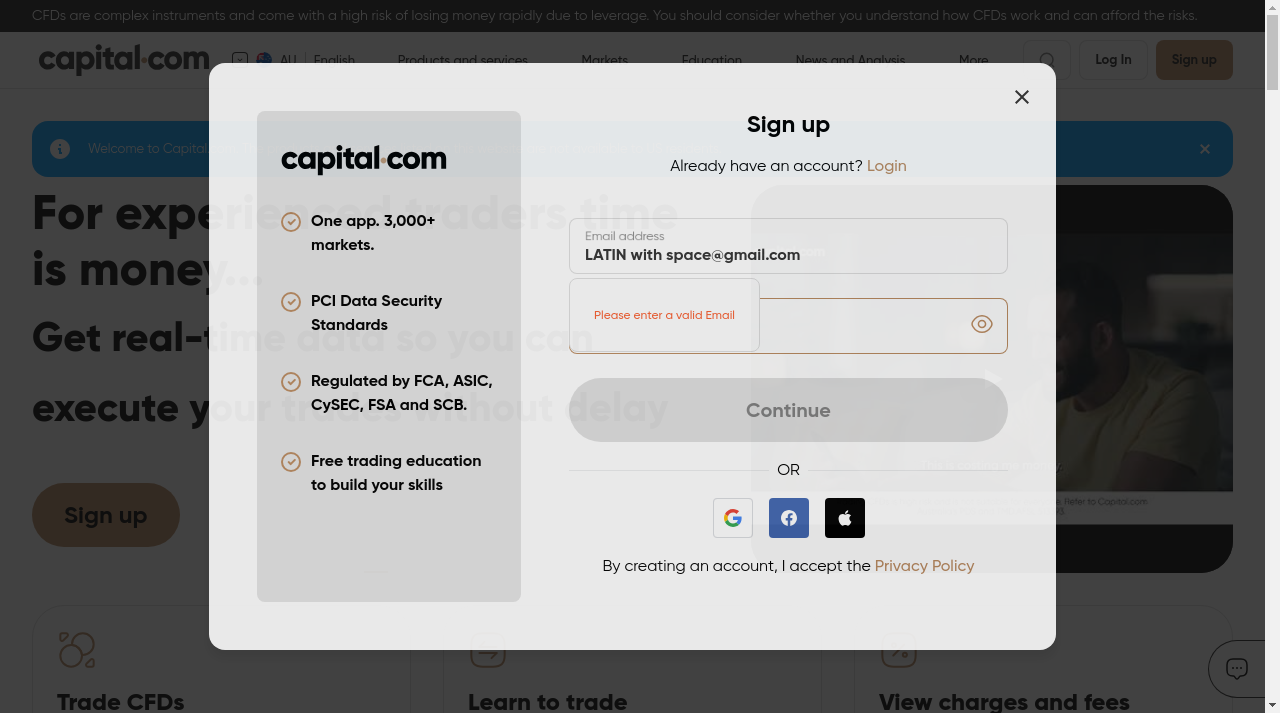 CFDs are complex instruments and come with a high risk of losing money rapidly due to leverage. You should consider whether you understand how CFDs work and can afford the risks.
capital.com
AU
English
Products and services
Markets
Education
News and Analysis
More
Log In
Sign up
Welcome to Capital.com
For experienced traders time
is money...
Get real-time data so you can
execute your trades without delay
Sign up
capital.com
One app. 3,000+
markets.
PCI Data Security
Standards
Regulated by FCA, ASIC,
CySEC, FSA and SCB.
Free trading education
to build your skills
Sign up
Already have an account? Login
Email address
LATIN with space@gmail.com
Please enter a valid Email
Continue
OR
By creating an account, I accept the Privacy Policy
Refer to Capital.com
Trade CFDs
Learn to trade
View charges and fees